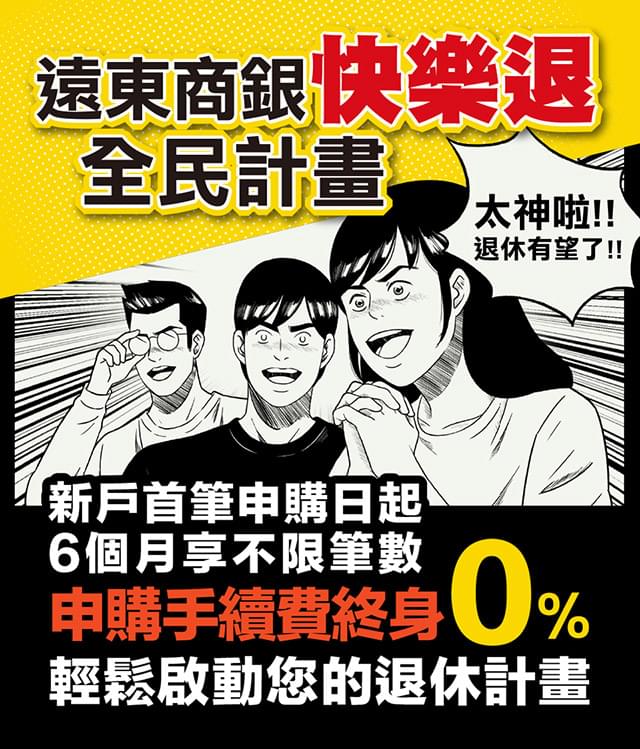 遠東商銀快樂退
全民計畫
太神啦!!
退休有望了!!
新戶首筆申購日起
6個月享不限筆數
申購手續費終身0%
輕鬆啟動您的退休計畫